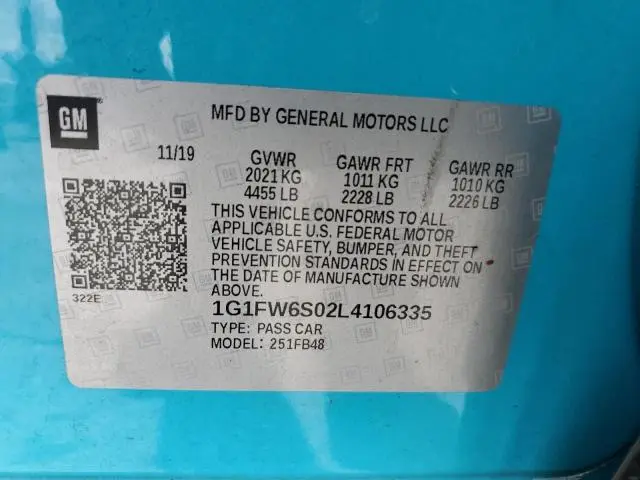 GM
MFD BY GENERAL MOTORS LLC
11/19 GVWR GAWR FRT GAWR RR
2021 KG 1011 KG 1010 KG
4455 LB 2228 LB 2226 LB
THIS VEHICLE CONFORMS TO ALL
APPLICABLE U.S. FEDERAL MOTOR
VEHICLE SAFETY, BUMPER, AND THEFT
PREVENTION STANDARDS IN EFFECT ON
THE DATE OF MANUFACTURE SHOWN
ABOVE.
322E
1G1FW6S02L4106335
TYPE: PASS CAR
MODEL: 251FB48